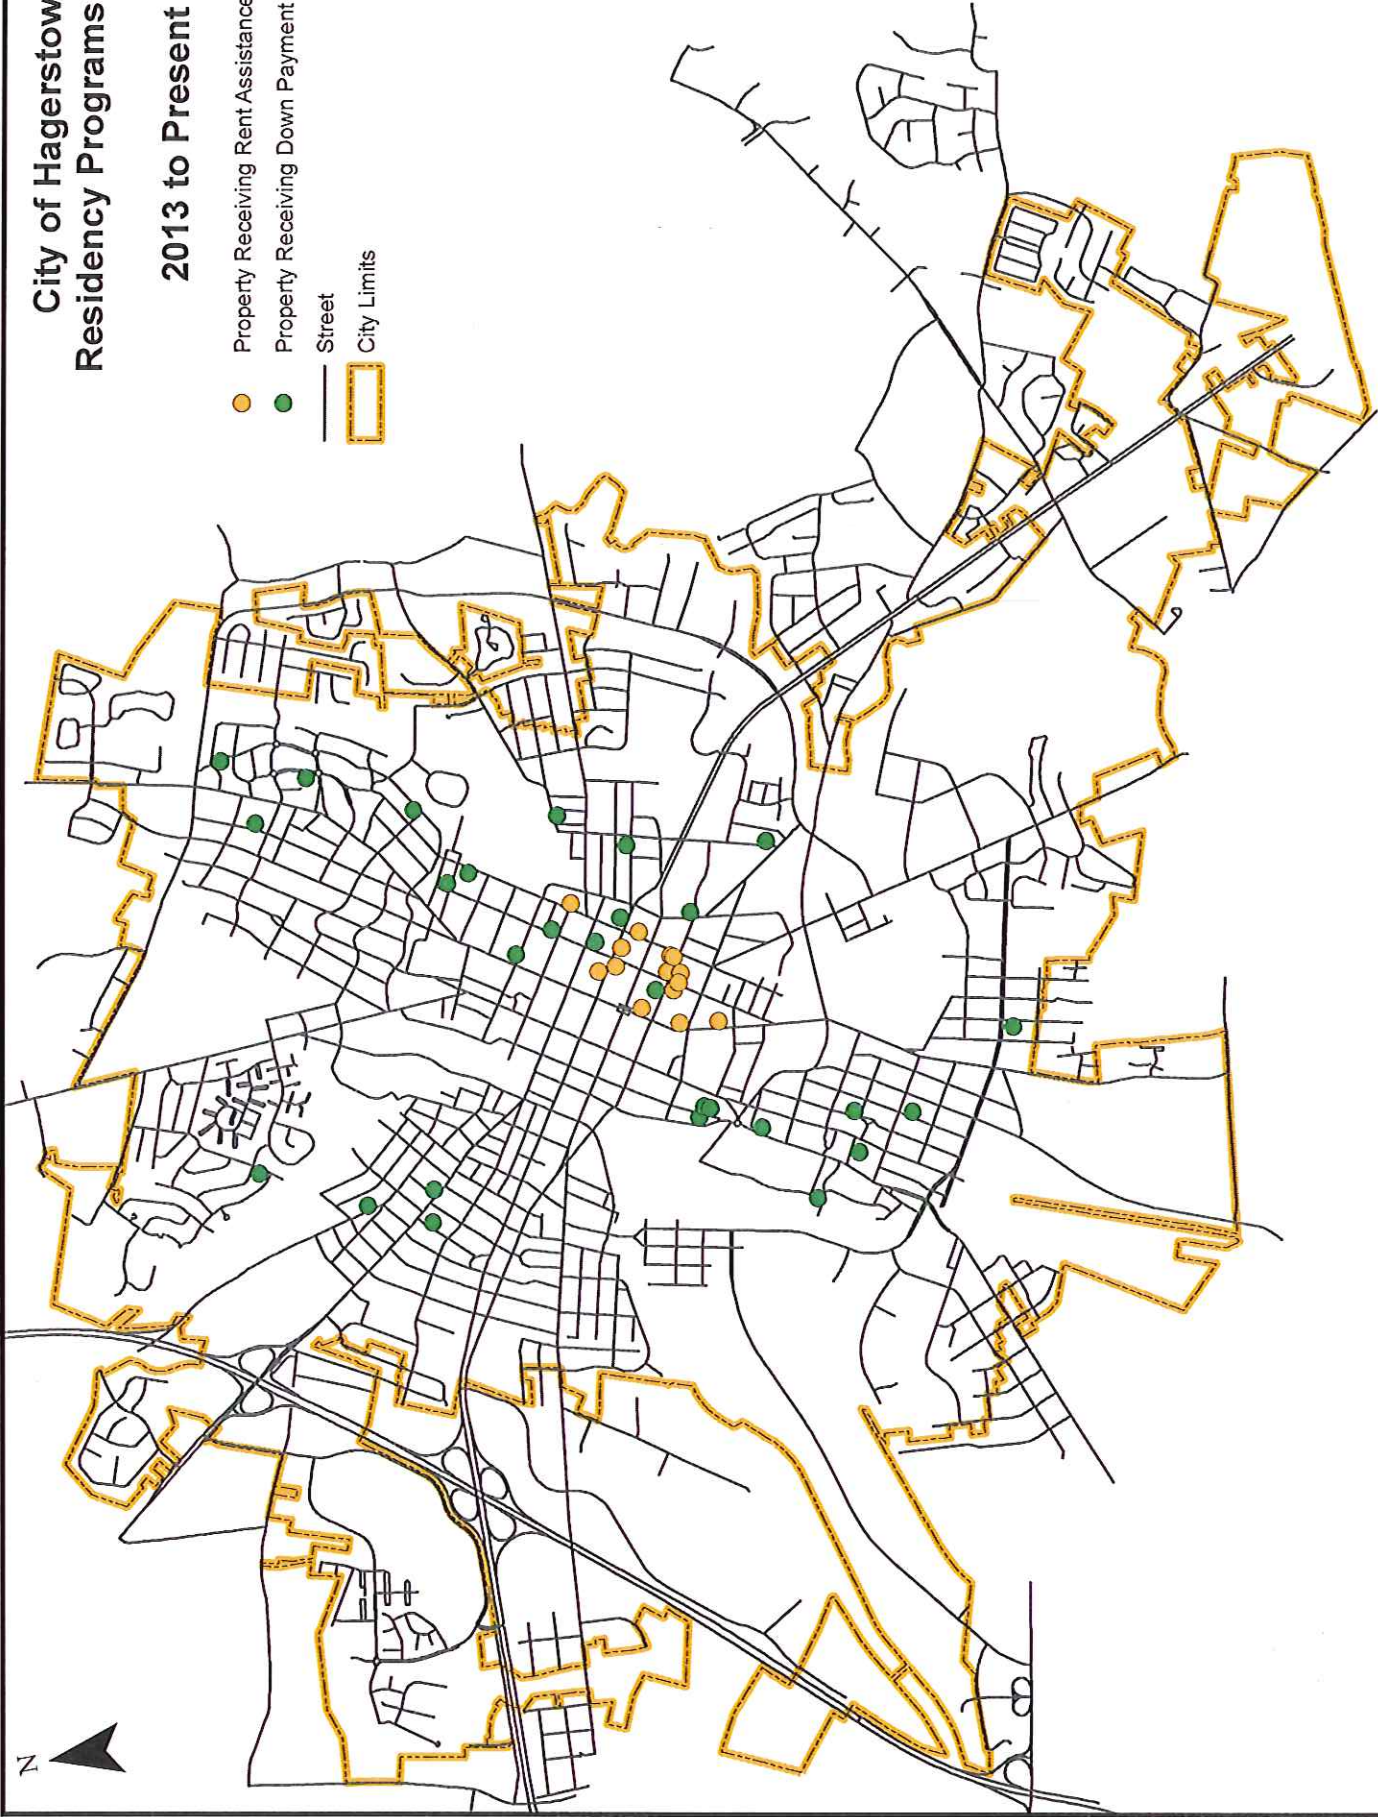 City of Hagerstow
Residency Programs
2013 to Present
Property Receiving Rent Assistance
Property Receiving Down Payment
Street
City Limits
N